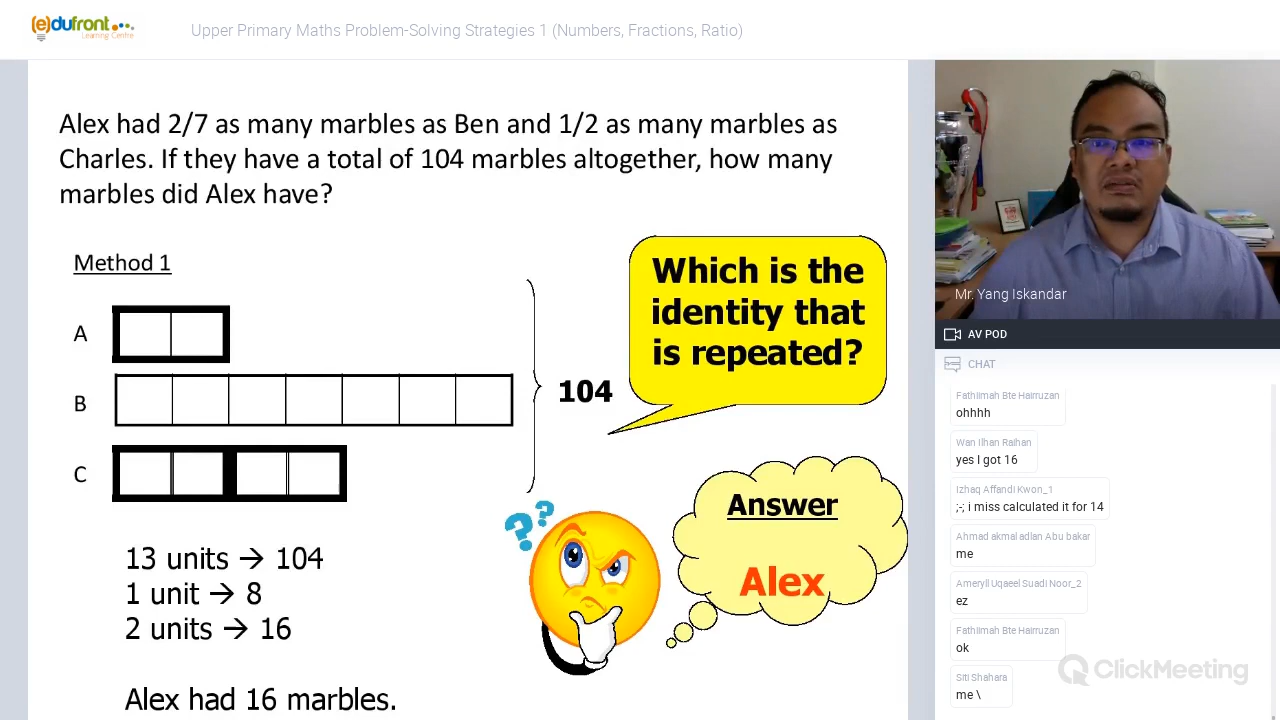 (e)dufront
Learning Centre
Upper Primary Maths Problem-Solving Strategies 1 (Numbers, Fractions, Ratio)
Alex had 2/7 as many marbles as Ben and 1/2 as many marbles as
Charles. If they have a total of 104 marbles altogether, how many
marbles did Alex have?
Method 1
A
B
C
104
Which is the
identity that
is repeated?
??
Answer
Alex
13 units → 104
1 unit → 8
2 units → 16
Alex had 16 marbles.
Mr. Yang Iskandar
AV POD
CHAT
Fathlimah Bte Hairruzan
ohhhh
Wan Ilhan Raihan
yes I got 16
Izhaq Affandi Kwon_1
;-; i miss calculated it for 14
Ahmad akmal adlan Abu bakar
me
Ameryll Uqaeel Suadi Noor_2
ez
Fathlimah Bte Hairruzan
ok
Siti Shahara
me \
ClickMeeting